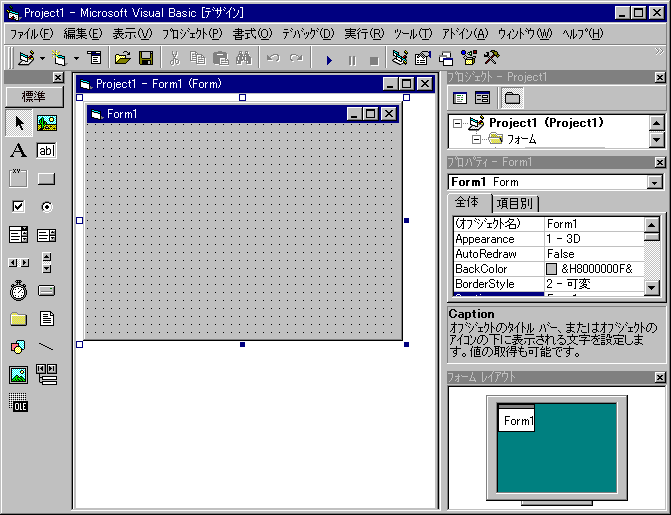 Project1 - Microsoft Visual Basic [ﾃﾞｻﾞｲﾝ]
ﾌｧｲﾙ(F) 編集(E) 表示(V) ﾌﾟﾛｼﾞｪｸﾄ(P) 書式(O) ﾃﾞﾊﾞｯｸﾞ(D) 実行(R) ﾂｰﾙ(T) ｱﾄﾞｲﾝ(A) ｳｨﾝﾄﾞｳ(W) ﾍﾙﾌﾟ(H)
標準
A
ab
xv
OLE
Project1 - Form1 (Form)
Form1
ﾌﾟﾛｼﾞｪｸﾄ - Project1
Project1 (Project1)
ﾌｫｰﾑ
ﾌﾟﾛﾊﾟﾃｨ - Form1
Form1 Form
全体 項目別
(ｵﾌﾞｼﾞｪｸﾄ名) Form1
Appearance 1 - 3D
AutoRedraw False
BackColor &H8000000F&
BorderStyle 2 - 可変
Caption Form1
Caption
ｵﾌﾞｼﾞｪｸﾄのﾀｲﾄﾙ ﾊﾞｰ、またはｵﾌﾞｼﾞｪｸﾄの
ｱｲｺﾝの下に表示される文字を設定しま
す。値の取得も可能です。
ﾌｫｰﾑ ﾚｲｱｳﾄ
Form1